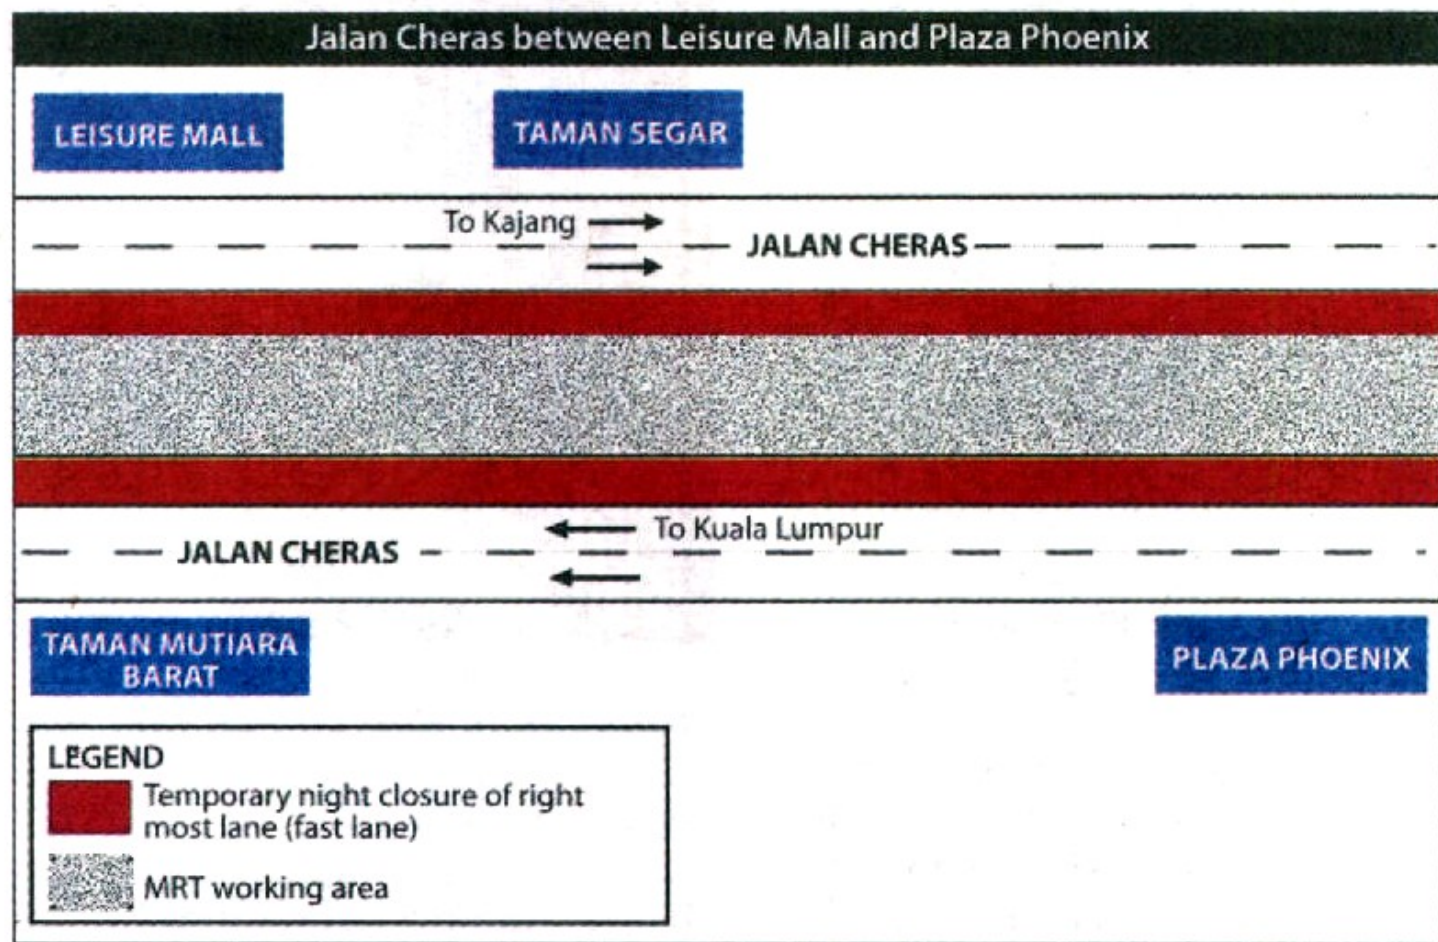 Jalan Cheras between Leisure Mall and Plaza Phoenix
LEISURE MALL
TAMAN SEGAR
To Kajang
JALAN CHERAS
To Kuala Lumpur
JALAN CHERAS
TAMAN MUTIARA
BARAT
PLAZA PHOENIX
LEGEND
Temporary night closure of right
most lane (fast lane)
MRT working area